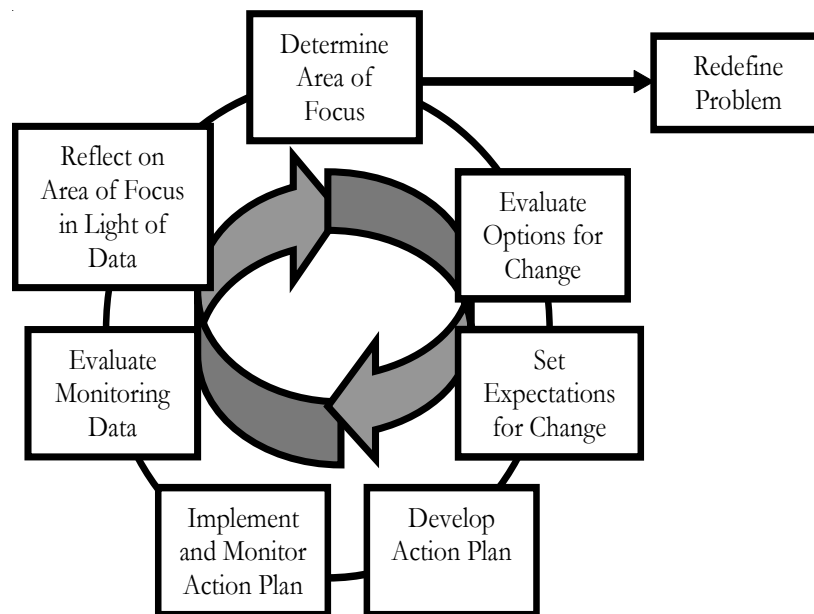 Determine
Area of
Focus
Redefine
Problem
Evaluate
Options for
Change
Set
Expectations
for Change
Develop
Action Plan
Implement
and Monitor
Action Plan
Evaluate
Monitoring
Data
Reflect on
Area of Focus
in Light of
Data